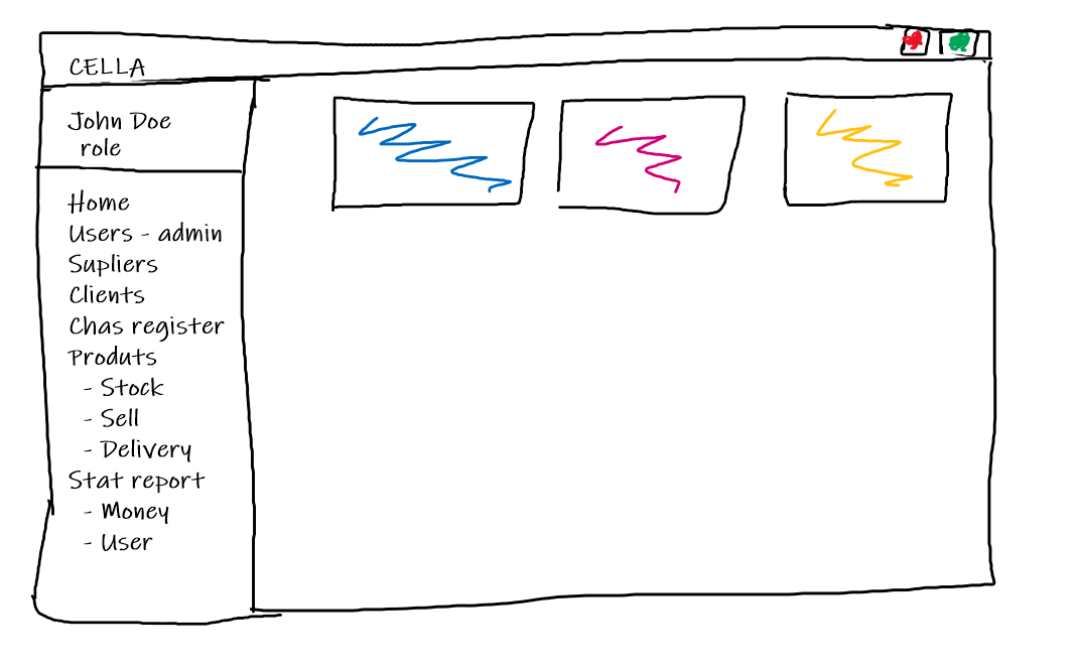 CELLA
John Doe
role
Home
Users - admin
Supliers
Clients
Chas register
Produts
- Stock
- Sell
- Delivery
Stat report
- Money
- User